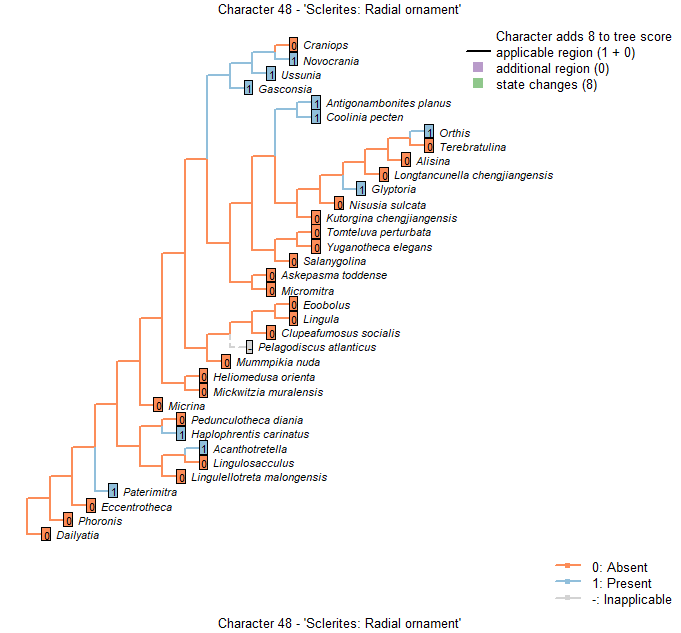 Character 48 - 'Sclerites: Radial ornament'
Character adds 8 to tree score
applicable region (1 + 0)
additional region (0)
state changes (8)
0 Craniops
1 Novocrania
1 Ussunia
1 Gasconsia
1 Antigonambonites planus
1 Coolinia pecten
1 Orthis
0 Terebratulina
0 Alisina
0 Longtancunella chengjiangensis
1 Glyptoria
0 Nisusia sulcata
0 Kutorgina chengjiangensis
0 Tomteluva perturbata
0 Yuganotheca elegans
0 Salanygolina
0 Askepasma toddense
0 Micromitra
0 Eoobolus
0 Lingula
0 Clupeafumosus socialis
- Pelagodiscus atlanticus
0 Mummpikia nuda
0 Heliomedusa orienta
0 Mickwitzia muralensis
0 Micrina
0 Pedunculotheca diania
1 Haplophrentis carinatus
1 Acanthotretella
0 Lingulosacculus
0 Lingulellotreta malongensis
1 Paterimitra
0 Eccentrotheca
0 Phoronis
0 Dailyatia
0: Absent
1: Present
-: Inapplicable
Character 48 - 'Sclerites: Radial ornament'